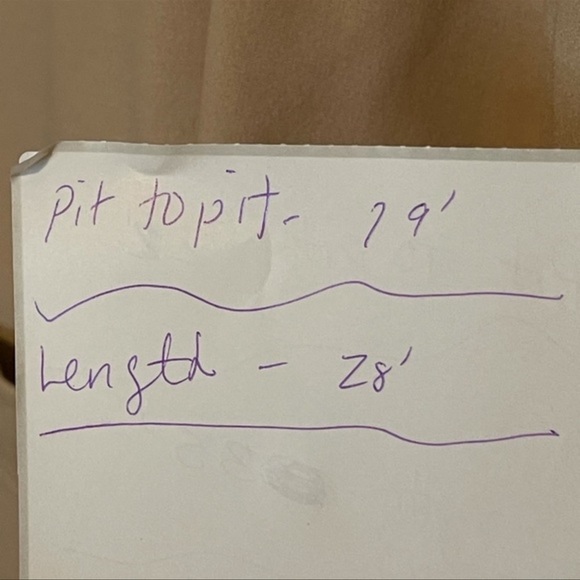 Pit to pit- 19'
Length - 28'